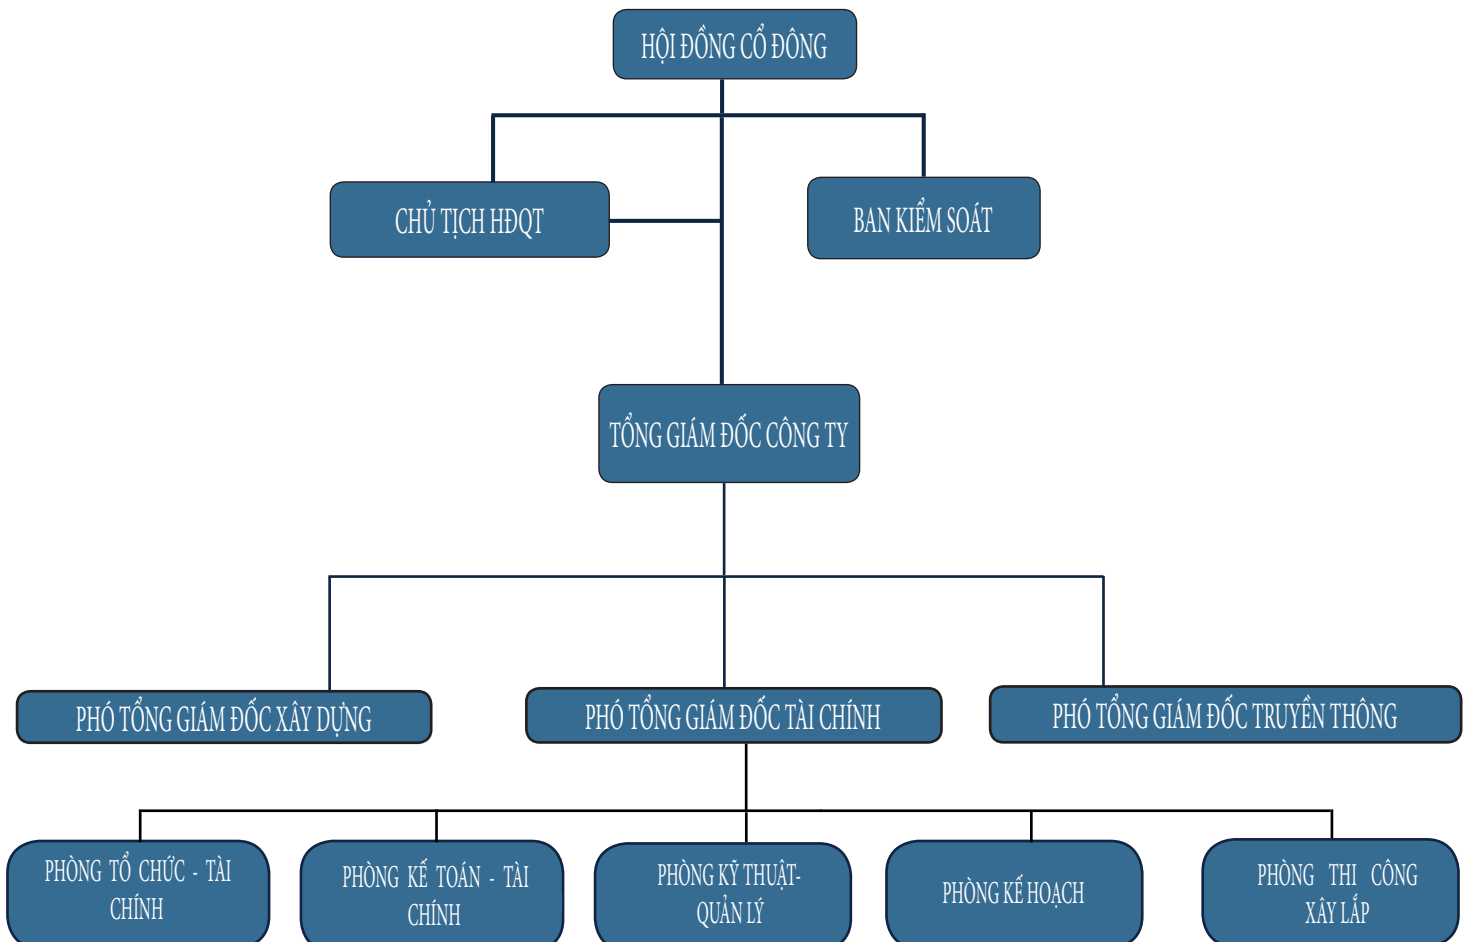 HỘI ĐỒNG CỔ ĐÔNG
CHỦ TỊCH HĐQT
BAN KIỂM SOÁT
TỔNG GIÁM ĐỐC CÔNG TY
PHÓ TỔNG GIÁM ĐỐC XÂY DỰNG
PHÓ TỔNG GIÁM ĐỐC TÀI CHÍNH
PHÓ TỔNG GIÁM ĐỐC TRUYỀN THÔNG
PHÒNG TỔ CHỨC - TÀI
CHÍNH
PHÒNG KẾ TOÁN - TÀI
CHÍNH
PHÒNG KỸ THUẬT-
QUẢN LÝ
PHÒNG KẾ HOẠCH
PHÒNG THI CÔNG
XÂY LẮP